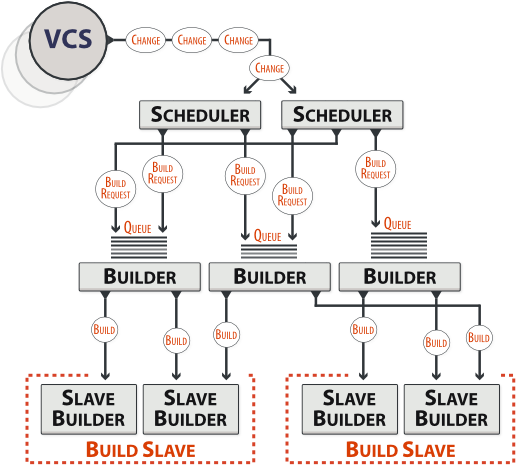 VCS
CHANGE CHANGE CHANGE
CHANGE
SCHEDULER SCHEDULER
BUILD
REQUEST
BUILD
REQUEST
BUILD
REQUEST
BUILD
REQUEST
BUILD
REQUEST
QUEUE
QUEUE
QUEUE
BUILDER BUILDER BUILDER
BUILD
BUILD
BUILD
BUILD
BUILD
BUILD
SLAVE
BUILDER
SLAVE
BUILDER
SLAVE
BUILDER
SLAVE
BUILDER
BUILD SLAVE
BUILD SLAVE